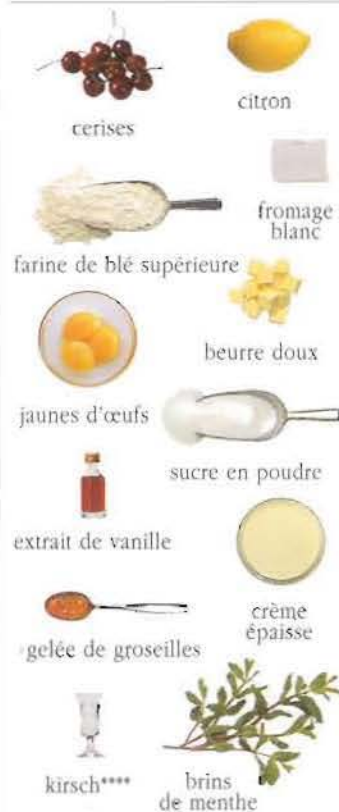 cerises
citron
fromage
blanc
farine de blé supérieure
beurre doux
jaunes d'œufs
sucre en poudre
extrait de vanille
crème
épaisse
gelée de groseilles
kirsch****
brins
de menthe